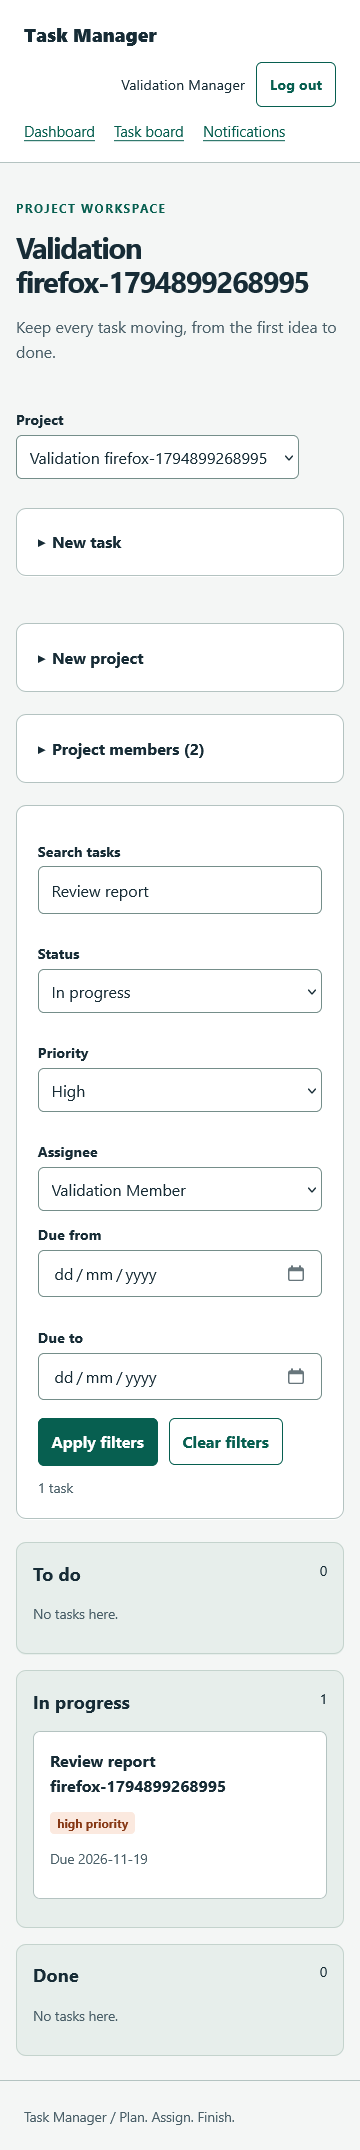 Task Manager
Validation Manager
Log out
Dashboard
Task board
Notifications
PROJECT WORKSPACE
Validation
firefox-1794899268995
Keep every task moving, from the first idea to
done.
Project
Validation firefox-1794899268995
▸ New task
▸ New project
▸ Project members (2)
Search tasks
Review report
Status
In progress
Priority
High
Assignee
Validation Member
Due from
dd/mm/yyyy
Due to
dd/mm/yyyy
Apply filters
Clear filters
1 task
To do
0
No tasks here.
In progress
1
Review report
firefox-1794899268995
high priority
Due 2026-11-19
Done
0
No tasks here.
Task Manager / Plan. Assign. Finish.